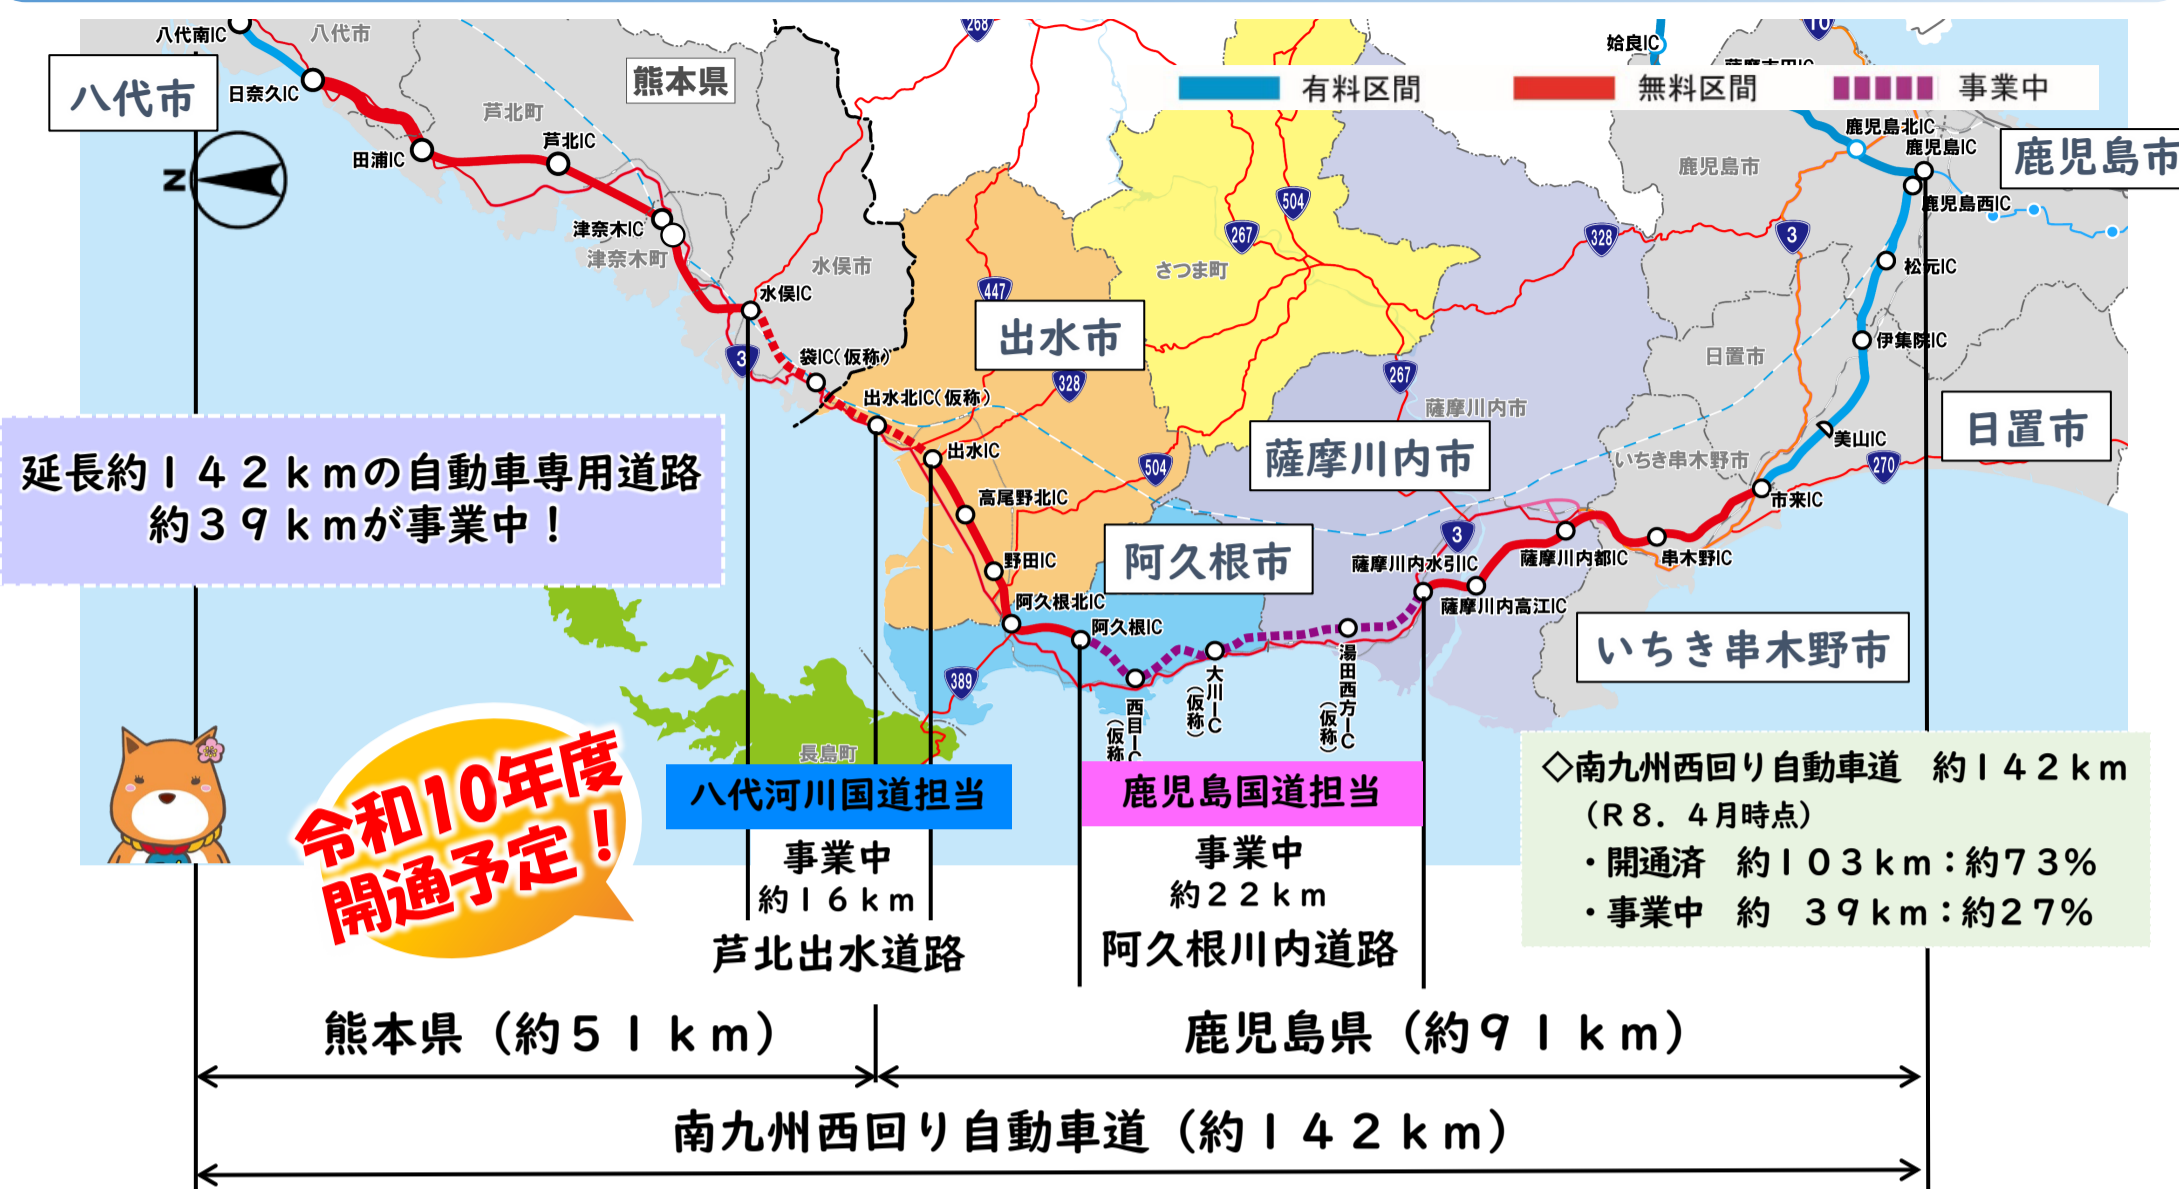 八代南IC
八代市
268
10
姶良IC
熊本県
有料区間
無料区間
事業中
八代市
日奈久IC
芦北町
芦北IC
田浦IC
鹿児島北IC
鹿児島IC
鹿児島市
鹿児島市
鹿児島西IC
N
津奈木IC
津奈木町
水俣市
水俣IC
504
267
328
3
さつま町
松元IC
447
出水市
3
袋IC(仮称)
328
267
日置市
伊集院IC
出水北IC(仮称)
薩摩川内市
日置市
美山IC
出水IC
薩摩川内市
いちき串木野市
270
504
高尾野北IC
市来IC
延長約142kmの自動車専用道路
約39kmが事業中!
阿久根市
3
野田IC
薩摩川内水引IC
薩摩川内都IC
串木野IC
阿久根北IC
薩摩川内高江IC
阿久根IC
いちき串木野市
389
西目IC
(仮称
大川IC
(仮称)
湯田西方IC
(仮称)
長島町
令和10年度
開通予定!
八代河川国道担当
鹿児島国道担当
事業中
約16km
芦北出水道路
事業中
約22km
阿久根川内道路
◇南九州西回り自動車道 約142km
(R8.4月時点)
・開通済 約103km:約73%
・事業中 約 39km:約27%
熊本県(約51km)
鹿児島県(約91km)
南九州西回り自動車道(約142km)